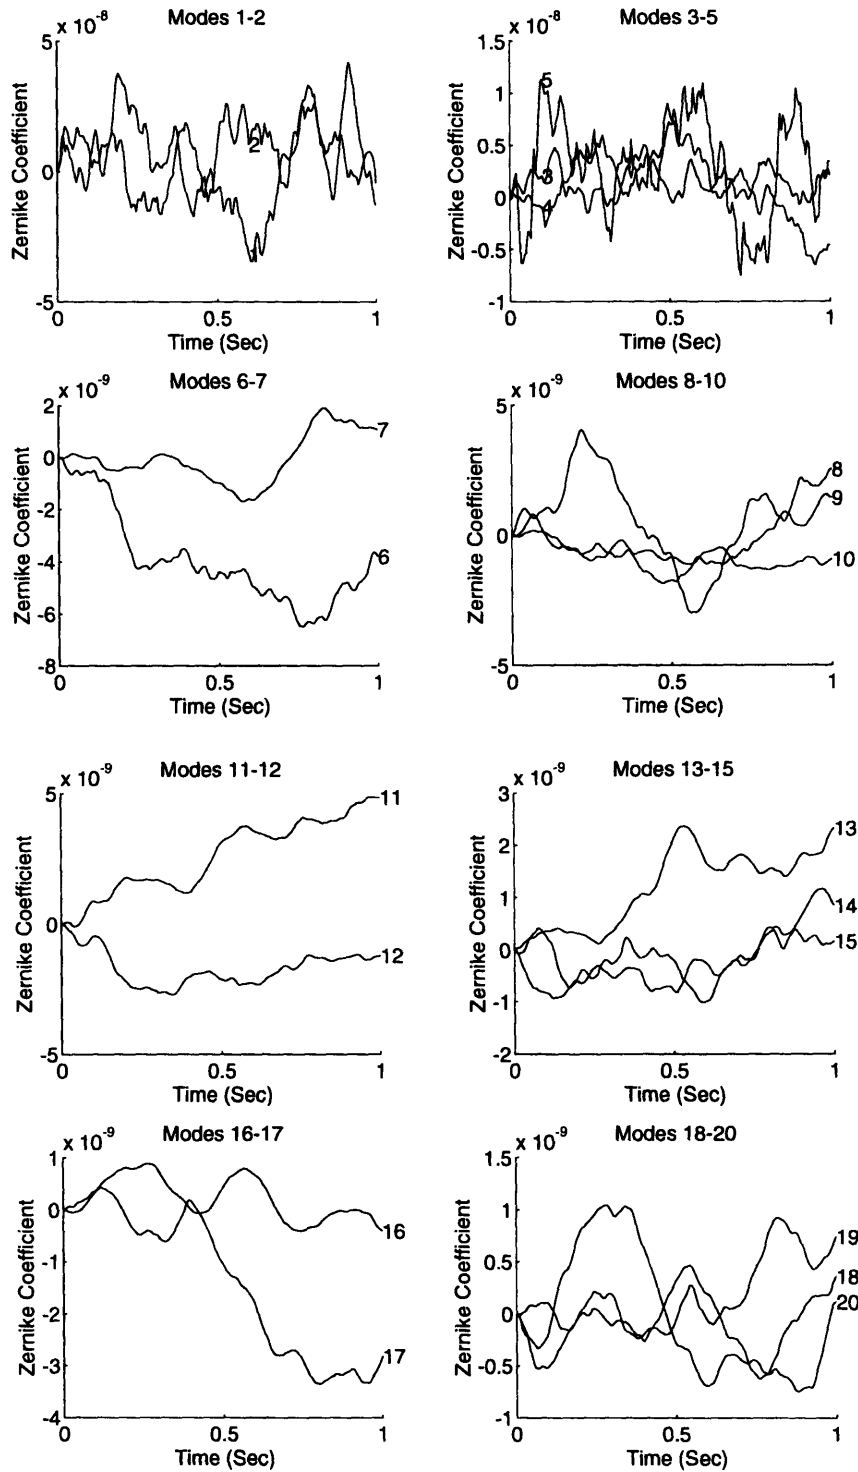 x 10-8
Modes 1-2
5
0
-5
Zernike Coefficient
2
1
0
0.5
1
Time (Sec)
x 10-8
Modes 3-5
1.5
1
0.5
0
-0.5
-1
Zernike Coefficient
5
3
4
0
0.5
1
Time (Sec)
x 10-9
Modes 6-7
2
0
-2
-4
-6
-8
Zernike Coefficient
7
6
0
0.5
1
Time (Sec)
x 10-9
Modes 8-10
5
0
-5
Zernike Coefficient
8
9
10
0
0.5
1
Time (Sec)
x 10-9
Modes 11-12
5
0
-5
Zernike Coefficient
11
12
0
0.5
1
Time (Sec)
x 10-9
Modes 13-15
3
2
1
0
-1
-2
Zernike Coefficient
13
14
15
0
0.5
1
Time (Sec)
x 10-9
Modes 16-17
1
0
-1
-2
-3
-4
Zernike Coefficient
16
17
0
0.5
1
Time (Sec)
x 10-9
Modes 18-20
1.5
1
0.5
0
-0.5
-1
Zernike Coefficient
19
18
20
0
0.5
1
Time (Sec)